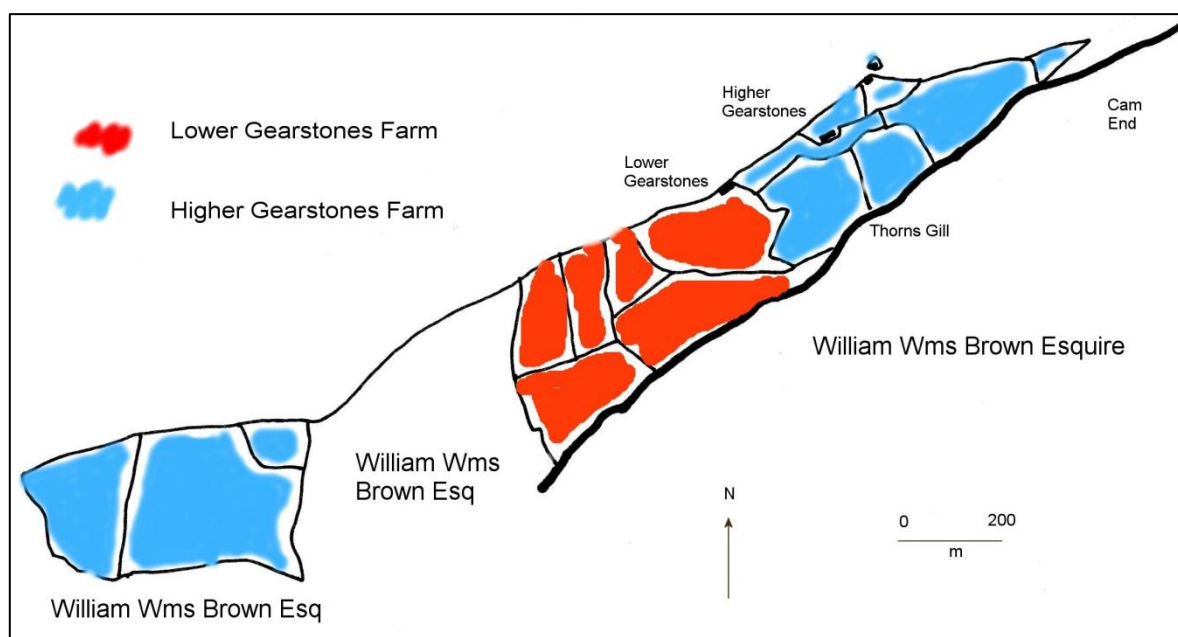 Lower Gearstones Farm
Higher Gearstones Farm
Higher
Gearstones
Cam
End
Lower
Gearstones
Thorns Gill
William Wms Brown Esquire
William Wms
Brown Esq
N
0 200
m
William Wms Brown Esq